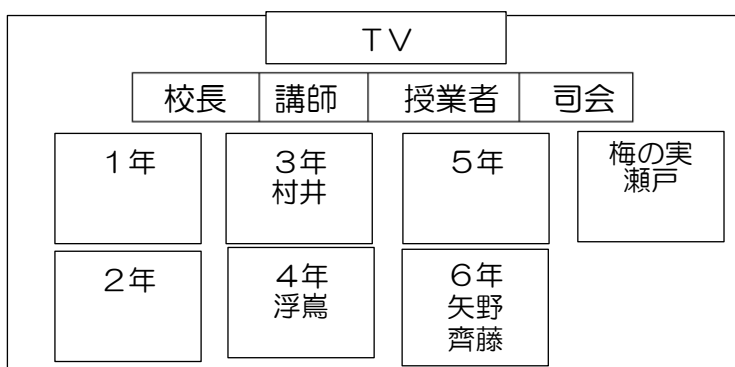 ＴＶ
校長 講師 授業者 司会
１年
３年
村井
５年
梅の実
瀬戸
２年
４年
浮嶌
６年
矢野
齊藤